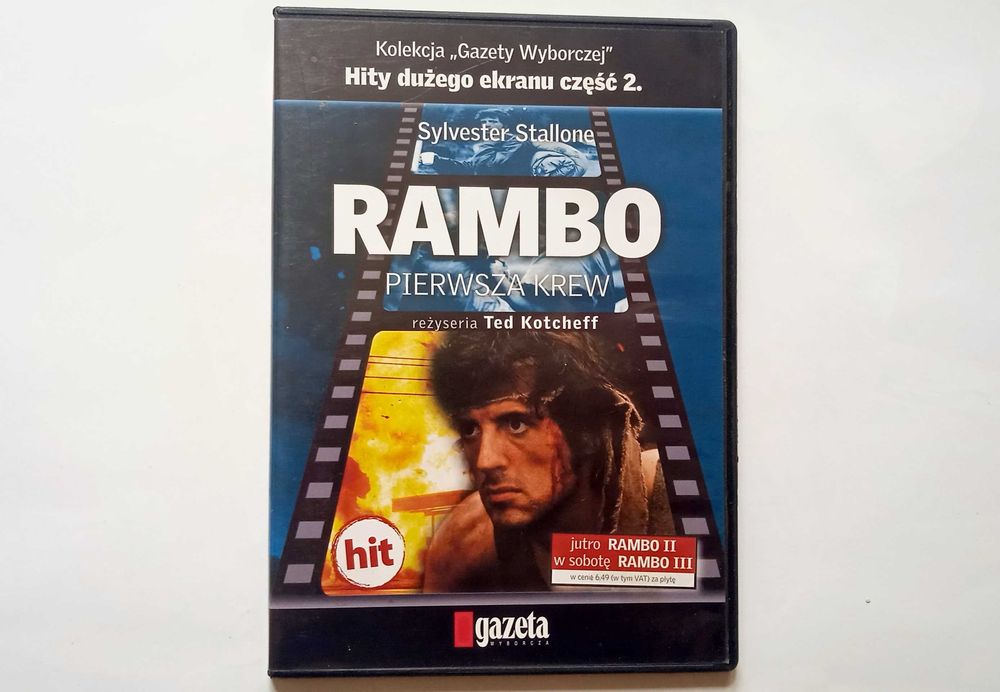 Kolekcja „Gazety Wyborczej”
Hity dużego ekranu część 2.
Sylvester Stallone
RAMBO
PIERWSZA KREW
reżyseria Ted Kotcheff
hit
jutro RAMBO II
w sobotę RAMBO III
w cenie 6,49 (w tym VAT) za płytę
gazeta
WYBORCZA